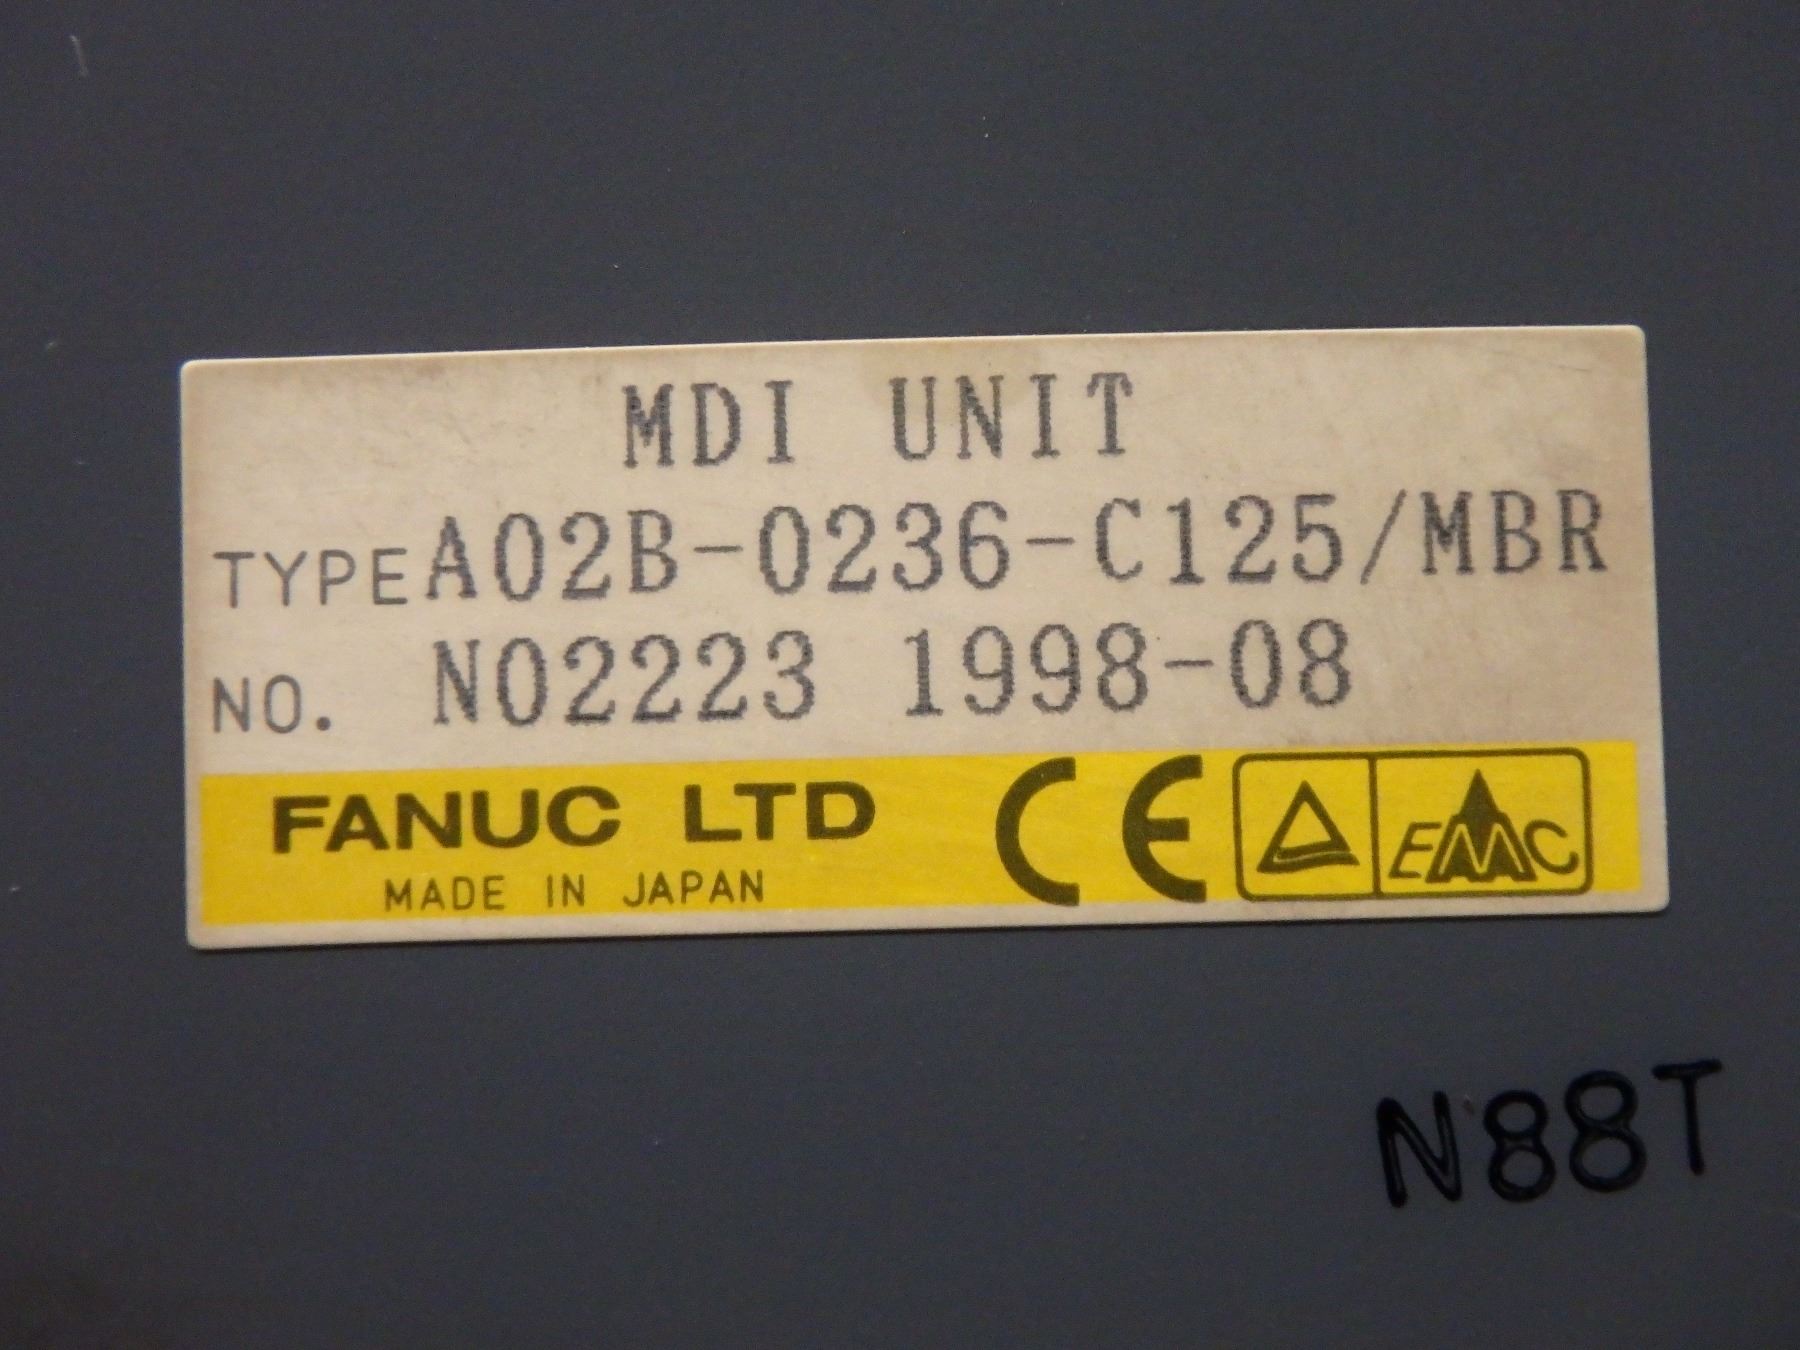 MDI UNIT
TYPE A02B-0236-C125/MBR
NO. N02223 1998-08
FANUC LTD CE EMC
MADE IN JAPAN
N88T